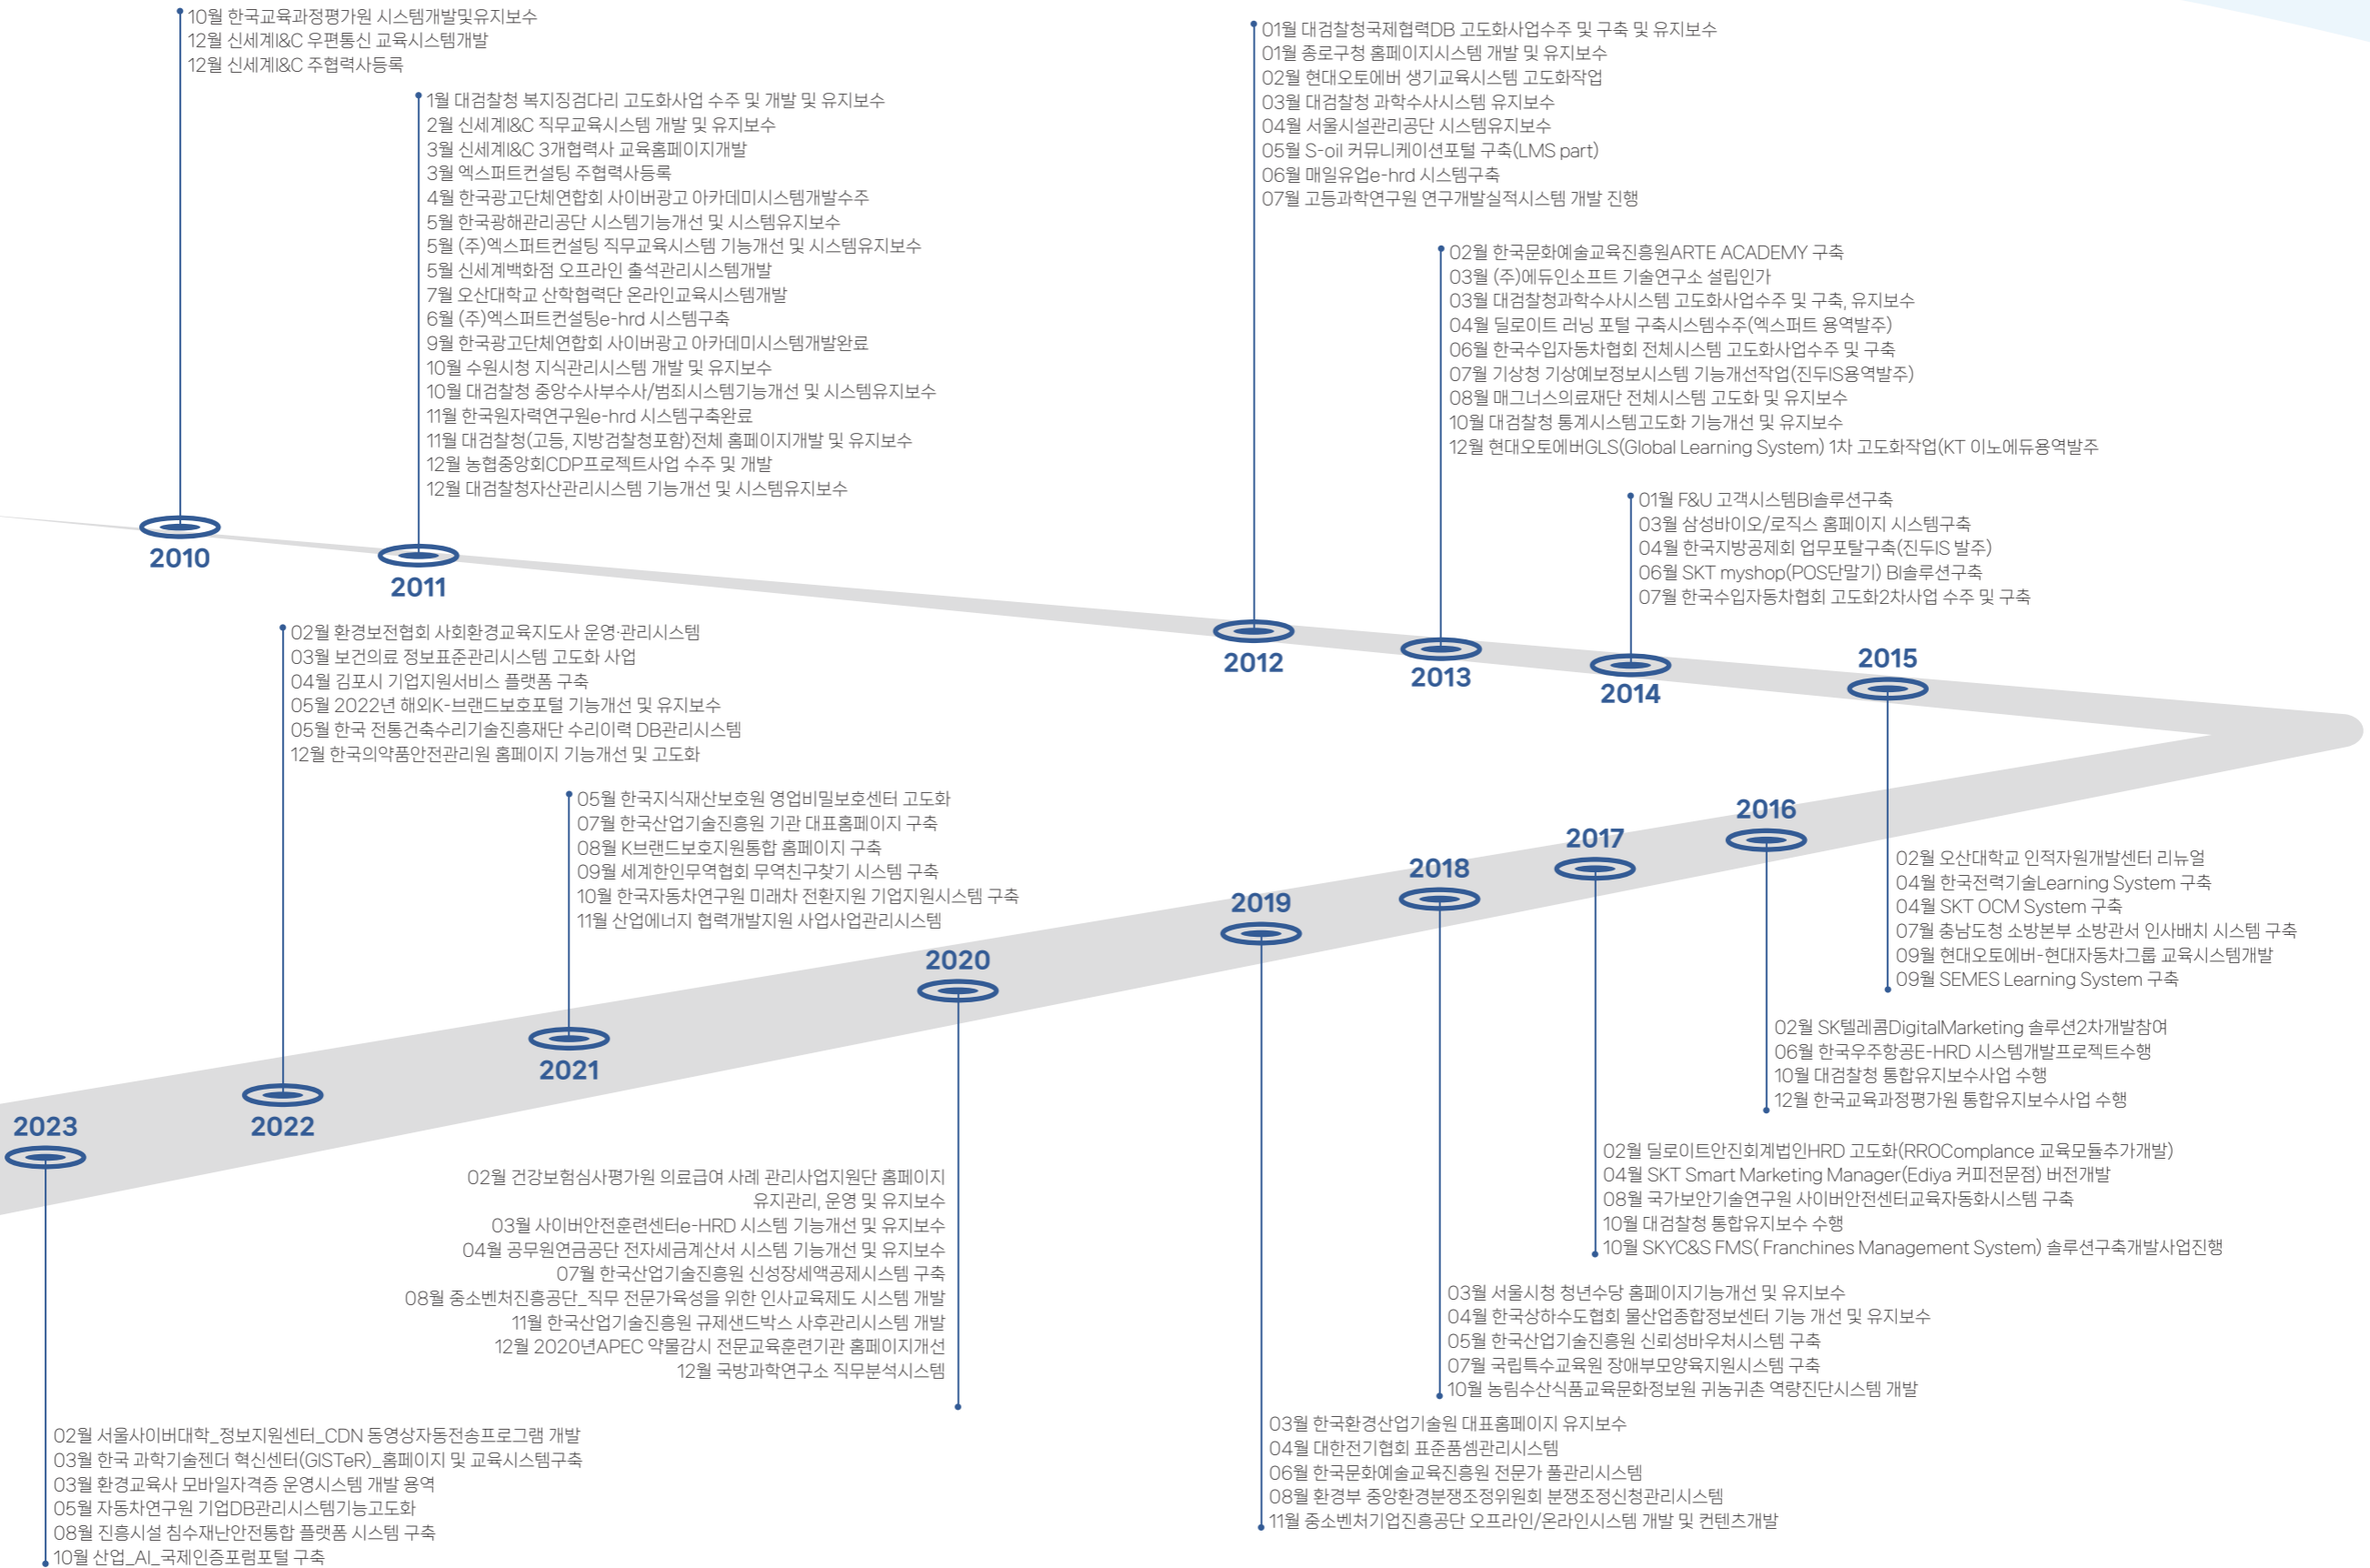 10월 한국교육과정평가원 시스템개발및유지보수
12월 신세계I&C 우편통신 교육시스템개발
12월 신세계I&C 주협력사등록
2010
1월 대검찰청 복지징검다리 고도화사업 수주 및 개발 및 유지보수
2월 신세계I&C 직무교육시스템 개발 및 유지보수
3월 신세계I&C 3개협력사 교육홈페이지개발
3월 엑스퍼트컨설팅 주협력사등록
4월 한국광고단체연합회 사이버광고 아카데미시스템개발수주
5월 한국광해관리공단 시스템기능개선 및 시스템유지보수
5월 (주)엑스퍼트컨설팅 직무교육시스템 기능개선 및 시스템유지보수
5월 신세계백화점 오프라인 출석관리시스템개발
7월 오산대학교 산학협력단 온라인교육시스템개발
6월 (주)엑스퍼트컨설팅e-hrd 시스템구축
9월 한국광고단체연합회 사이버광고 아카데미시스템개발완료
10월 수원시청 지식관리시스템 개발 및 유지보수
10월 대검찰청 중앙수사부수사/범죄시스템기능개선 및 시스템유지보수
11월 한국원자력연구원e-hrd 시스템구축완료
11월 대검찰청(고등, 지방검찰청포함)전체 홈페이지개발 및 유지보수
12월 농협중앙회CDP프로젝트사업 수주 및 개발
12월 대검찰청자산관리시스템 기능개선 및 시스템유지보수
2011
01월 대검찰청국제협력DB 고도화사업수주 및 구축 및 유지보수
01월 종로구청 홈페이지시스템 개발 및 유지보수
02월 현대오토에버 생기교육시스템 고도화작업
03월 대검찰청 과학수사시스템 유지보수
04월 서울시설관리공단 시스템유지보수
05월 S-oil 커뮤니케이션포털 구축(LMS part)
06월 매일유업e-hrd 시스템구축
07월 고등과학연구원 연구개발실적시스템 개발 진행
2012
02월 한국문화예술교육진흥원ARTE ACADEMY 구축
03월 (주)에듀인소프트 기술연구소 설립인가
03월 대검찰청과학수사시스템 고도화사업수주 및 구축, 유지보수
04월 딜로이트 러닝 포털 구축시스템수주(엑스퍼트 용역발주)
06월 한국수입자동차협회 전체시스템 고도화사업수주 및 구축
07월 기상청 기상예보정보시스템 기능개선작업(진두IS용역발주)
08월 매그너스의료재단 전체시스템 고도화 및 유지보수
10월 대검찰청 통계시스템고도화 기능개선 및 유지보수
12월 현대오토에버GLS(Global Learning System) 1차 고도화작업(KT 이노에듀용역발주
2013
01월 F&U 고객시스템BI솔루션구축
03월 삼성바이오/로직스 홈페이지 시스템구축
04월 한국지방공제회 업무포탈구축(진두IS 발주)
06월 SKT myshop(POS단말기) BI솔루션구축
07월 한국수입자동차협회 고도화2차사업 수주 및 구축
2014
2015
02월 오산대학교 인적자원개발센터 리뉴얼
04월 한국전력기술Learning System 구축
04월 SKT OCM System 구축
07월 충남도청 소방본부 소방관서 인사배치 시스템 구축
09월 현대오토에버-현대자동차그룹 교육시스템개발
09월 SEMES Learning System 구축
2016
02월 SK텔레콤DigitalMarketing 솔루션2차개발참여
06월 한국우주항공E-HRD 시스템개발프로젝트수행
10월 대검찰청 통합유지보수사업 수행
12월 한국교육과정평가원 통합유지보수사업 수행
2017
02월 딜로이트안진회계법인HRD 고도화(RROComplance 교육모듈추가개발)
04월 SKT Smart Marketing Manager(Ediya 커피전문점) 버전개발
08월 국가보안기술연구원 사이버안전센터교육자동화시스템 구축
10월 대검찰청 통합유지보수 수행
10월 SKYC&S FMS( Franchines Management System) 솔루션구축개발사업진행
2018
03월 서울시청 청년수당 홈페이지기능개선 및 유지보수
04월 한국상하수도협회 물산업종합정보센터 기능 개선 및 유지보수
05월 한국산업기술진흥원 신뢰성바우처시스템 구축
07월 국립특수교육원 장애부모양육지원시스템 구축
10월 농림수산식품교육문화정보원 귀농귀촌 역량진단시스템 개발
2019
03월 한국환경산업기술원 대표홈페이지 유지보수
04월 대한전기협회 표준품셈관리시스템
06월 한국문화예술교육진흥원 전문가 풀관리시스템
08월 환경부 중앙환경분쟁조정위원회 분쟁조정신청관리시스템
11월 중소벤처기업진흥공단 오프라인/온라인시스템 개발 및 컨텐츠개발
2020
02월 건강보험심사평가원 의료급여 사례 관리사업지원단 홈페이지
유지관리, 운영 및 유지보수
03월 사이버안전훈련센터e-HRD 시스템 기능개선 및 유지보수
04월 공무원연금공단 전자세금계산서 시스템 기능개선 및 유지보수
07월 한국산업기술진흥원 신성장세액공제시스템 구축
08월 중소벤처진흥공단_직무 전문가육성을 위한 인사교육제도 시스템 개발
11월 한국산업기술진흥원 규제샌드박스 사후관리시스템 개발
12월 2020년APEC 약물감시 전문교육훈련기관 홈페이지개선
12월 국방과학연구소 직무분석시스템
05월 한국지식재산보호원 영업비밀보호센터 고도화
07월 한국산업기술진흥원 기관 대표홈페이지 구축
08월 K브랜드보호지원통합 홈페이지 구축
09월 세계한인무역협회 무역친구찾기 시스템 구축
10월 한국자동차연구원 미래차 전환지원 기업지원시스템 구축
11월 산업에너지 협력개발지원 사업사업관리시스템
2021
02월 환경보전협회 사회환경교육지도사 운영·관리시스템
03월 보건의료 정보표준관리시스템 고도화 사업
04월 김포시 기업지원서비스 플랫폼 구축
05월 2022년 해외K-브랜드보호포털 기능개선 및 유지보수
05월 한국 전통건축수리기술진흥재단 수리이력 DB관리시스템
12월 한국의약품안전관리원 홈페이지 기능개선 및 고도화
2022
2023
02월 서울사이버대학_정보지원센터_CDN 동영상자동전송프로그램 개발
03월 한국 과학기술젠더 혁신센터(GISTeR)_홈페이지 및 교육시스템구축
03월 환경교육사 모바일자격증 운영시스템 개발 용역
05월 자동차연구원 기업DB관리시스템기능고도화
08월 진흥시설 침수재난안전통합 플랫폼 시스템 구축
10월 산업_AI_국제인증포럼포털 구축